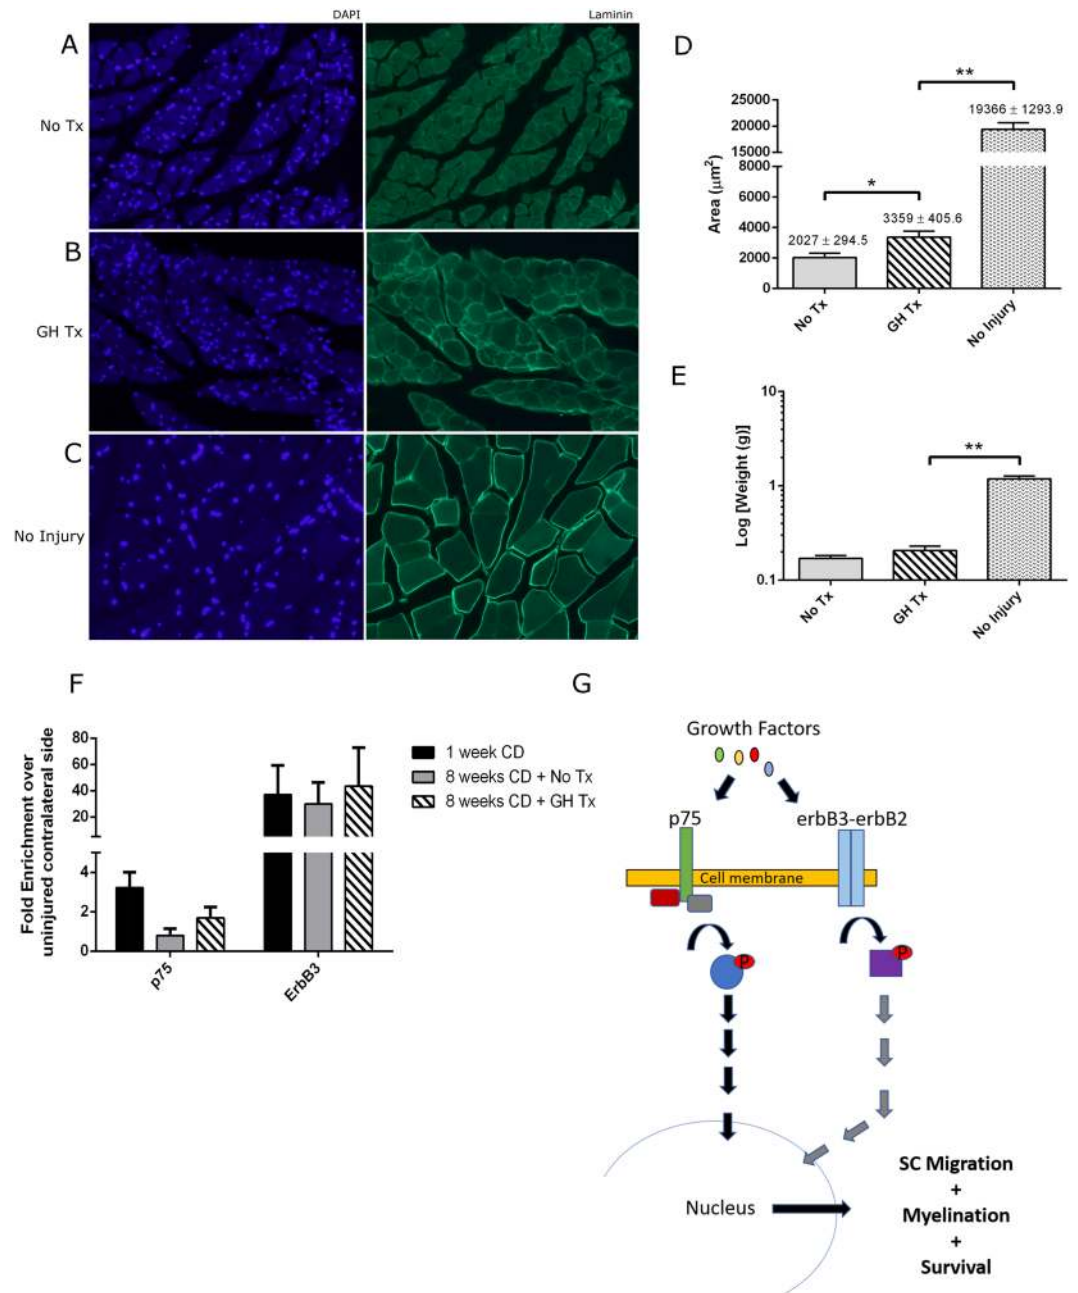 DAPI
Laminin
A
No Tx
B
GH Tx
C
No Injury
D
**
25000
20000
15000
8000
6000
4000
2000
0
Area (μm²)
19366 ± 1293.9
*
3359 ± 405.6
2027 ± 294.5
No Tx
GH Tx
No Injury
E
10
1
0.1
Log [Weight (g)]
**
No Tx
GH Tx
No Injury
F
Fold Enrichment over
uninjured contralateral side
80
60
40
20
4
2
0
p75
ErbB3
1 week CD
8 weeks CD + No Tx
8 weeks CD + GH Tx
G
Growth Factors
p75
erbB3-erbB2
Cell membrane
P
P
Nucleus
SC Migration
+
Myelination
+
Survival